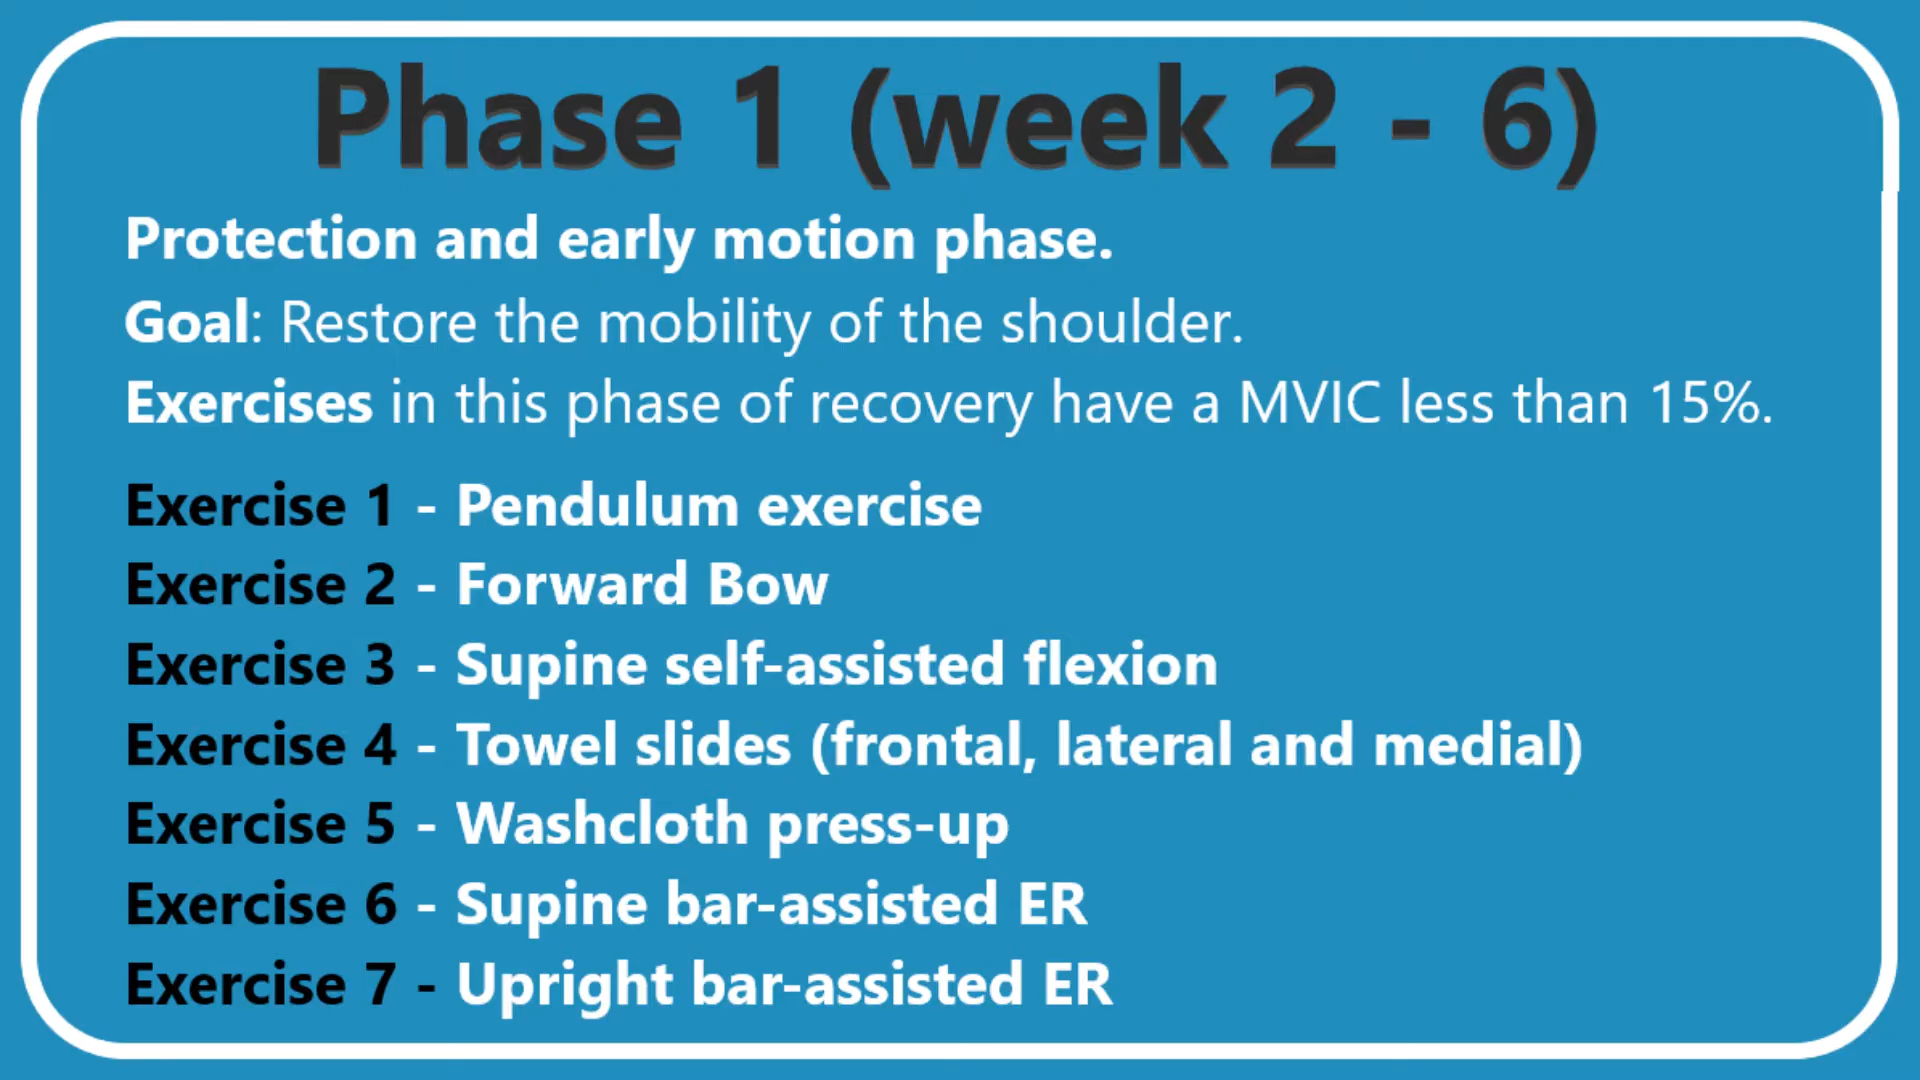 Phase 1 (week 2 - 6)
Protection and early motion phase.
Goal: Restore the mobility of the shoulder.
Exercises in this phase of recovery have a MVIC less than 15%.
Exercise 1 - Pendulum exercise
Exercise 2 - Forward Bow
Exercise 3 - Supine self-assisted flexion
Exercise 4 - Towel slides (frontal, lateral and medial)
Exercise 5 - Washcloth press-up
Exercise 6 - Supine bar-assisted ER
Exercise 7 - Upright bar-assisted ER